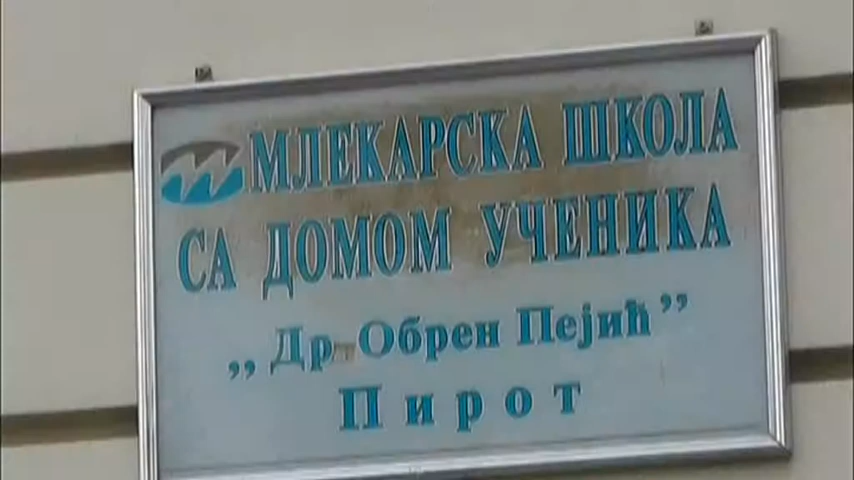 МЛЕКАРСКА ШКОЛА
СА ДОМОМ УЧЕНИКА
„Др Обрен Пејић”
Пирот